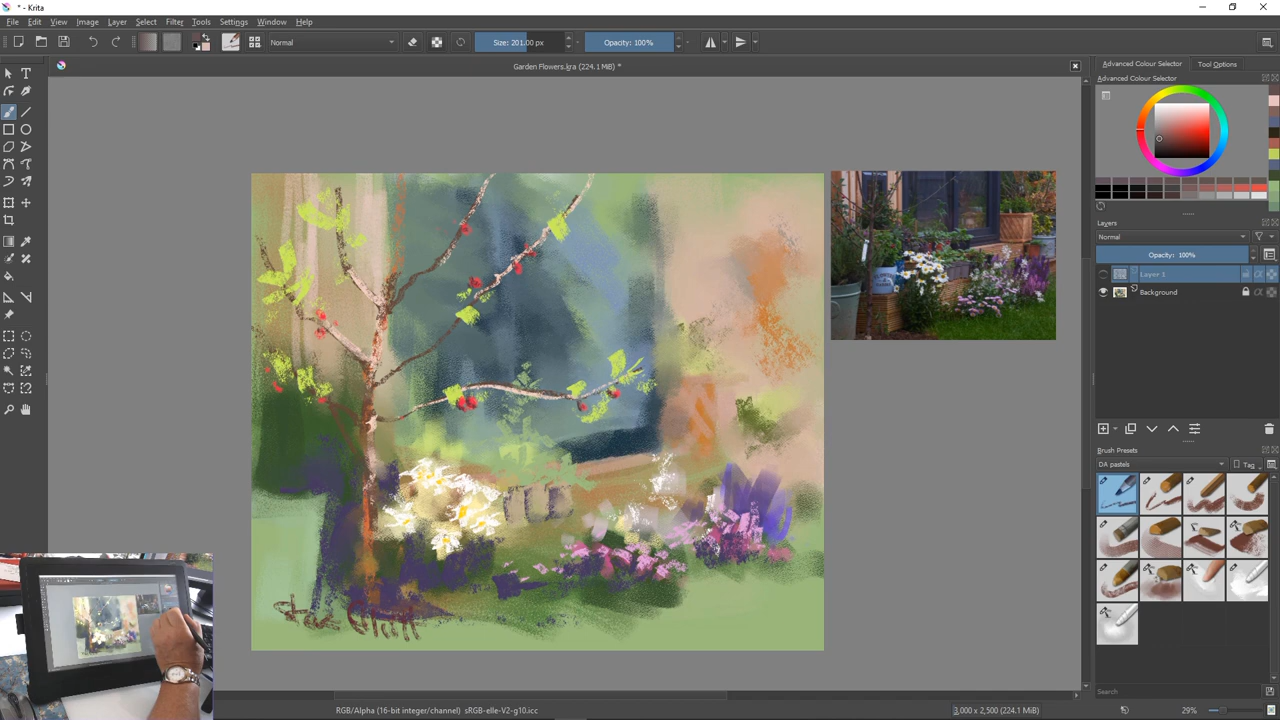 * - Krita
File Edit View Image Layer Select Filter Tools Settings Window Help
Normal Size: 201.00 px Opacity: 100%
Garden Flowers.kra (224.1 MiB) *
Advanced Colour Selector Tool Options
Advanced Colour Selector
Layers
Normal
Opacity: 100%
Layer 1
Background
Brush Presets
DA pastels Tag
Search
RGB/Alpha (16-bit integer/channel) sRGB-elle-V2-g10.icc 3,000 x 2,500 (224.1 MiB) 29%